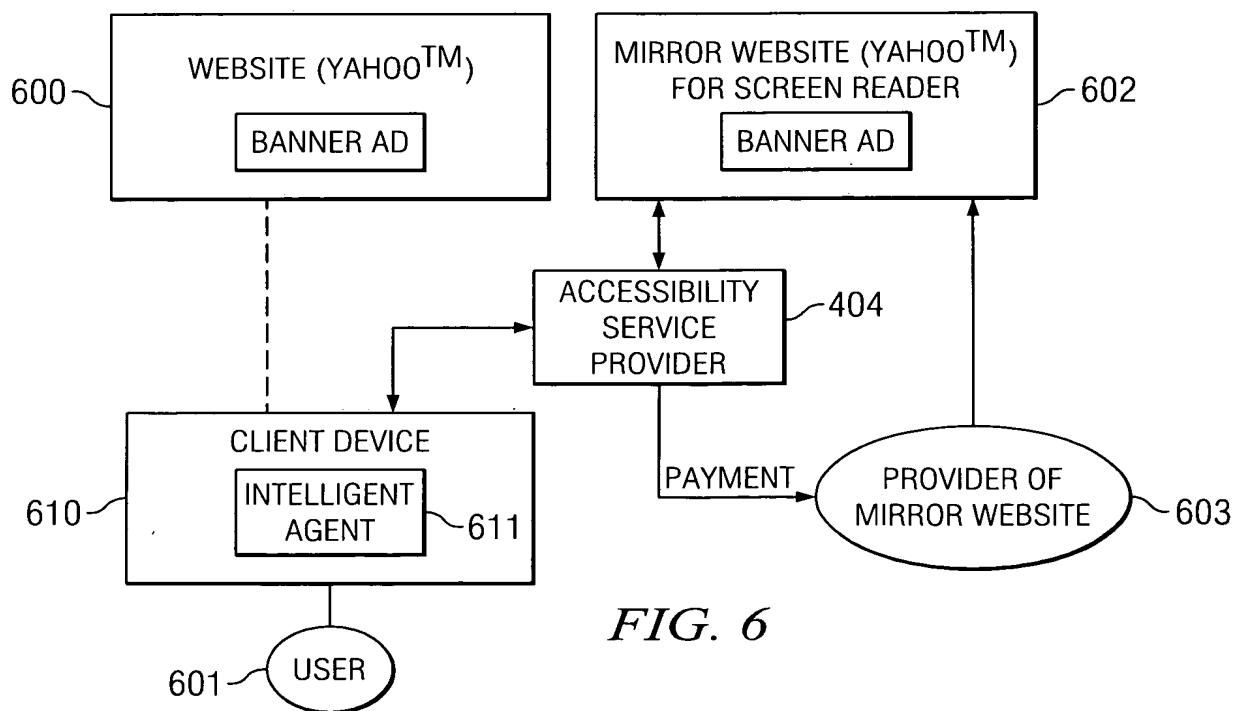 WEBSITE (YAHOO™)
BANNER AD
600
MIRROR WEBSITE (YAHOO™)
FOR SCREEN READER
BANNER AD
602
ACCESSIBILITY
SERVICE
PROVIDER
404
CLIENT DEVICE
INTELLIGENT
AGENT
611
610
PAYMENT
PROVIDER OF
MIRROR WEBSITE
603
USER
601
FIG. 6